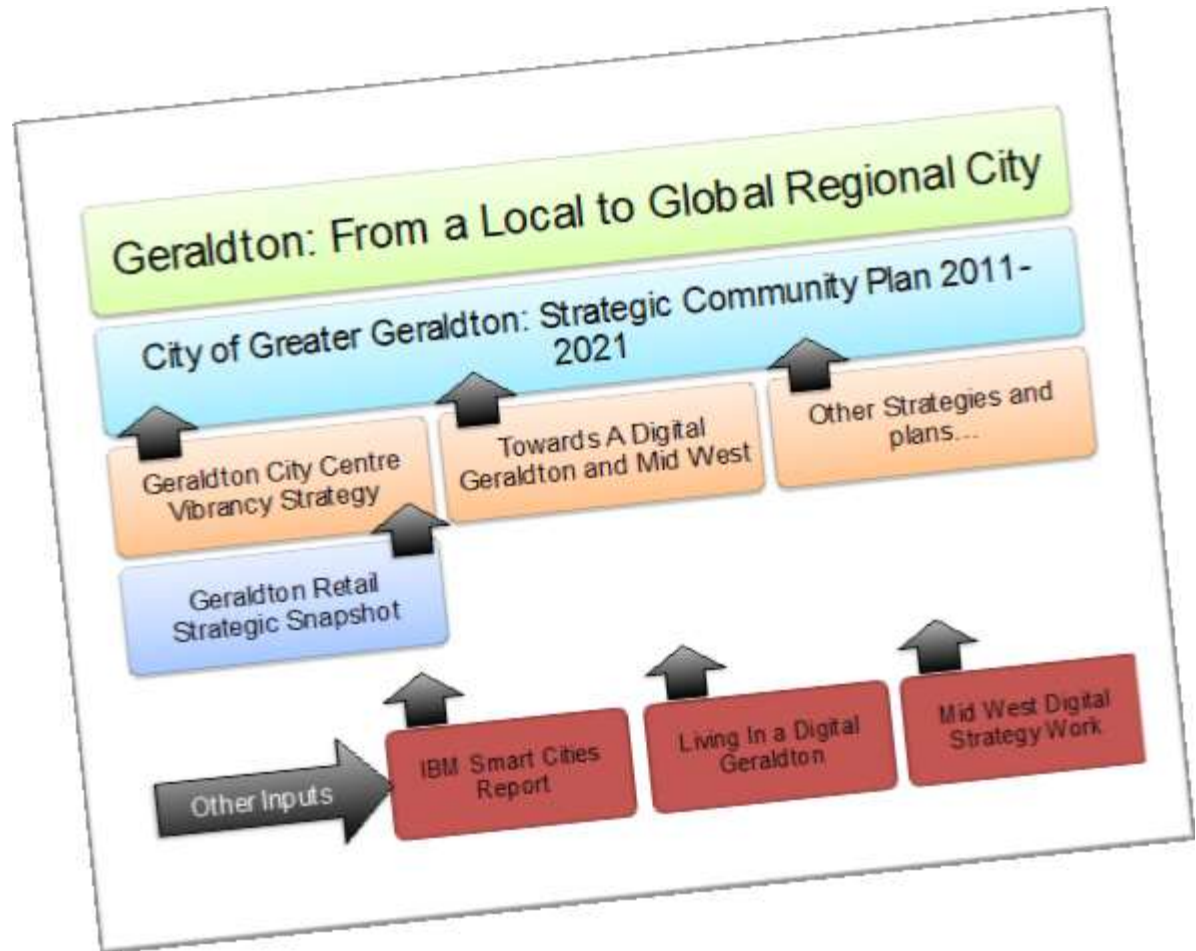 Geraldton: From a Local to Global Regional City
City of Greater Geraldton: Strategic Community Plan 2011-
2021
Geraldton City Centre
Vibrancy Strategy
Towards A Digital
Geraldton and Mid West
Other Strategies and
plans...
Geraldton Retail
Strategic Snapshot
Other Inputs
IBM Smart Cities
Report
Living In a Digital
Geraldton
Mid West Digital
Strategy Work